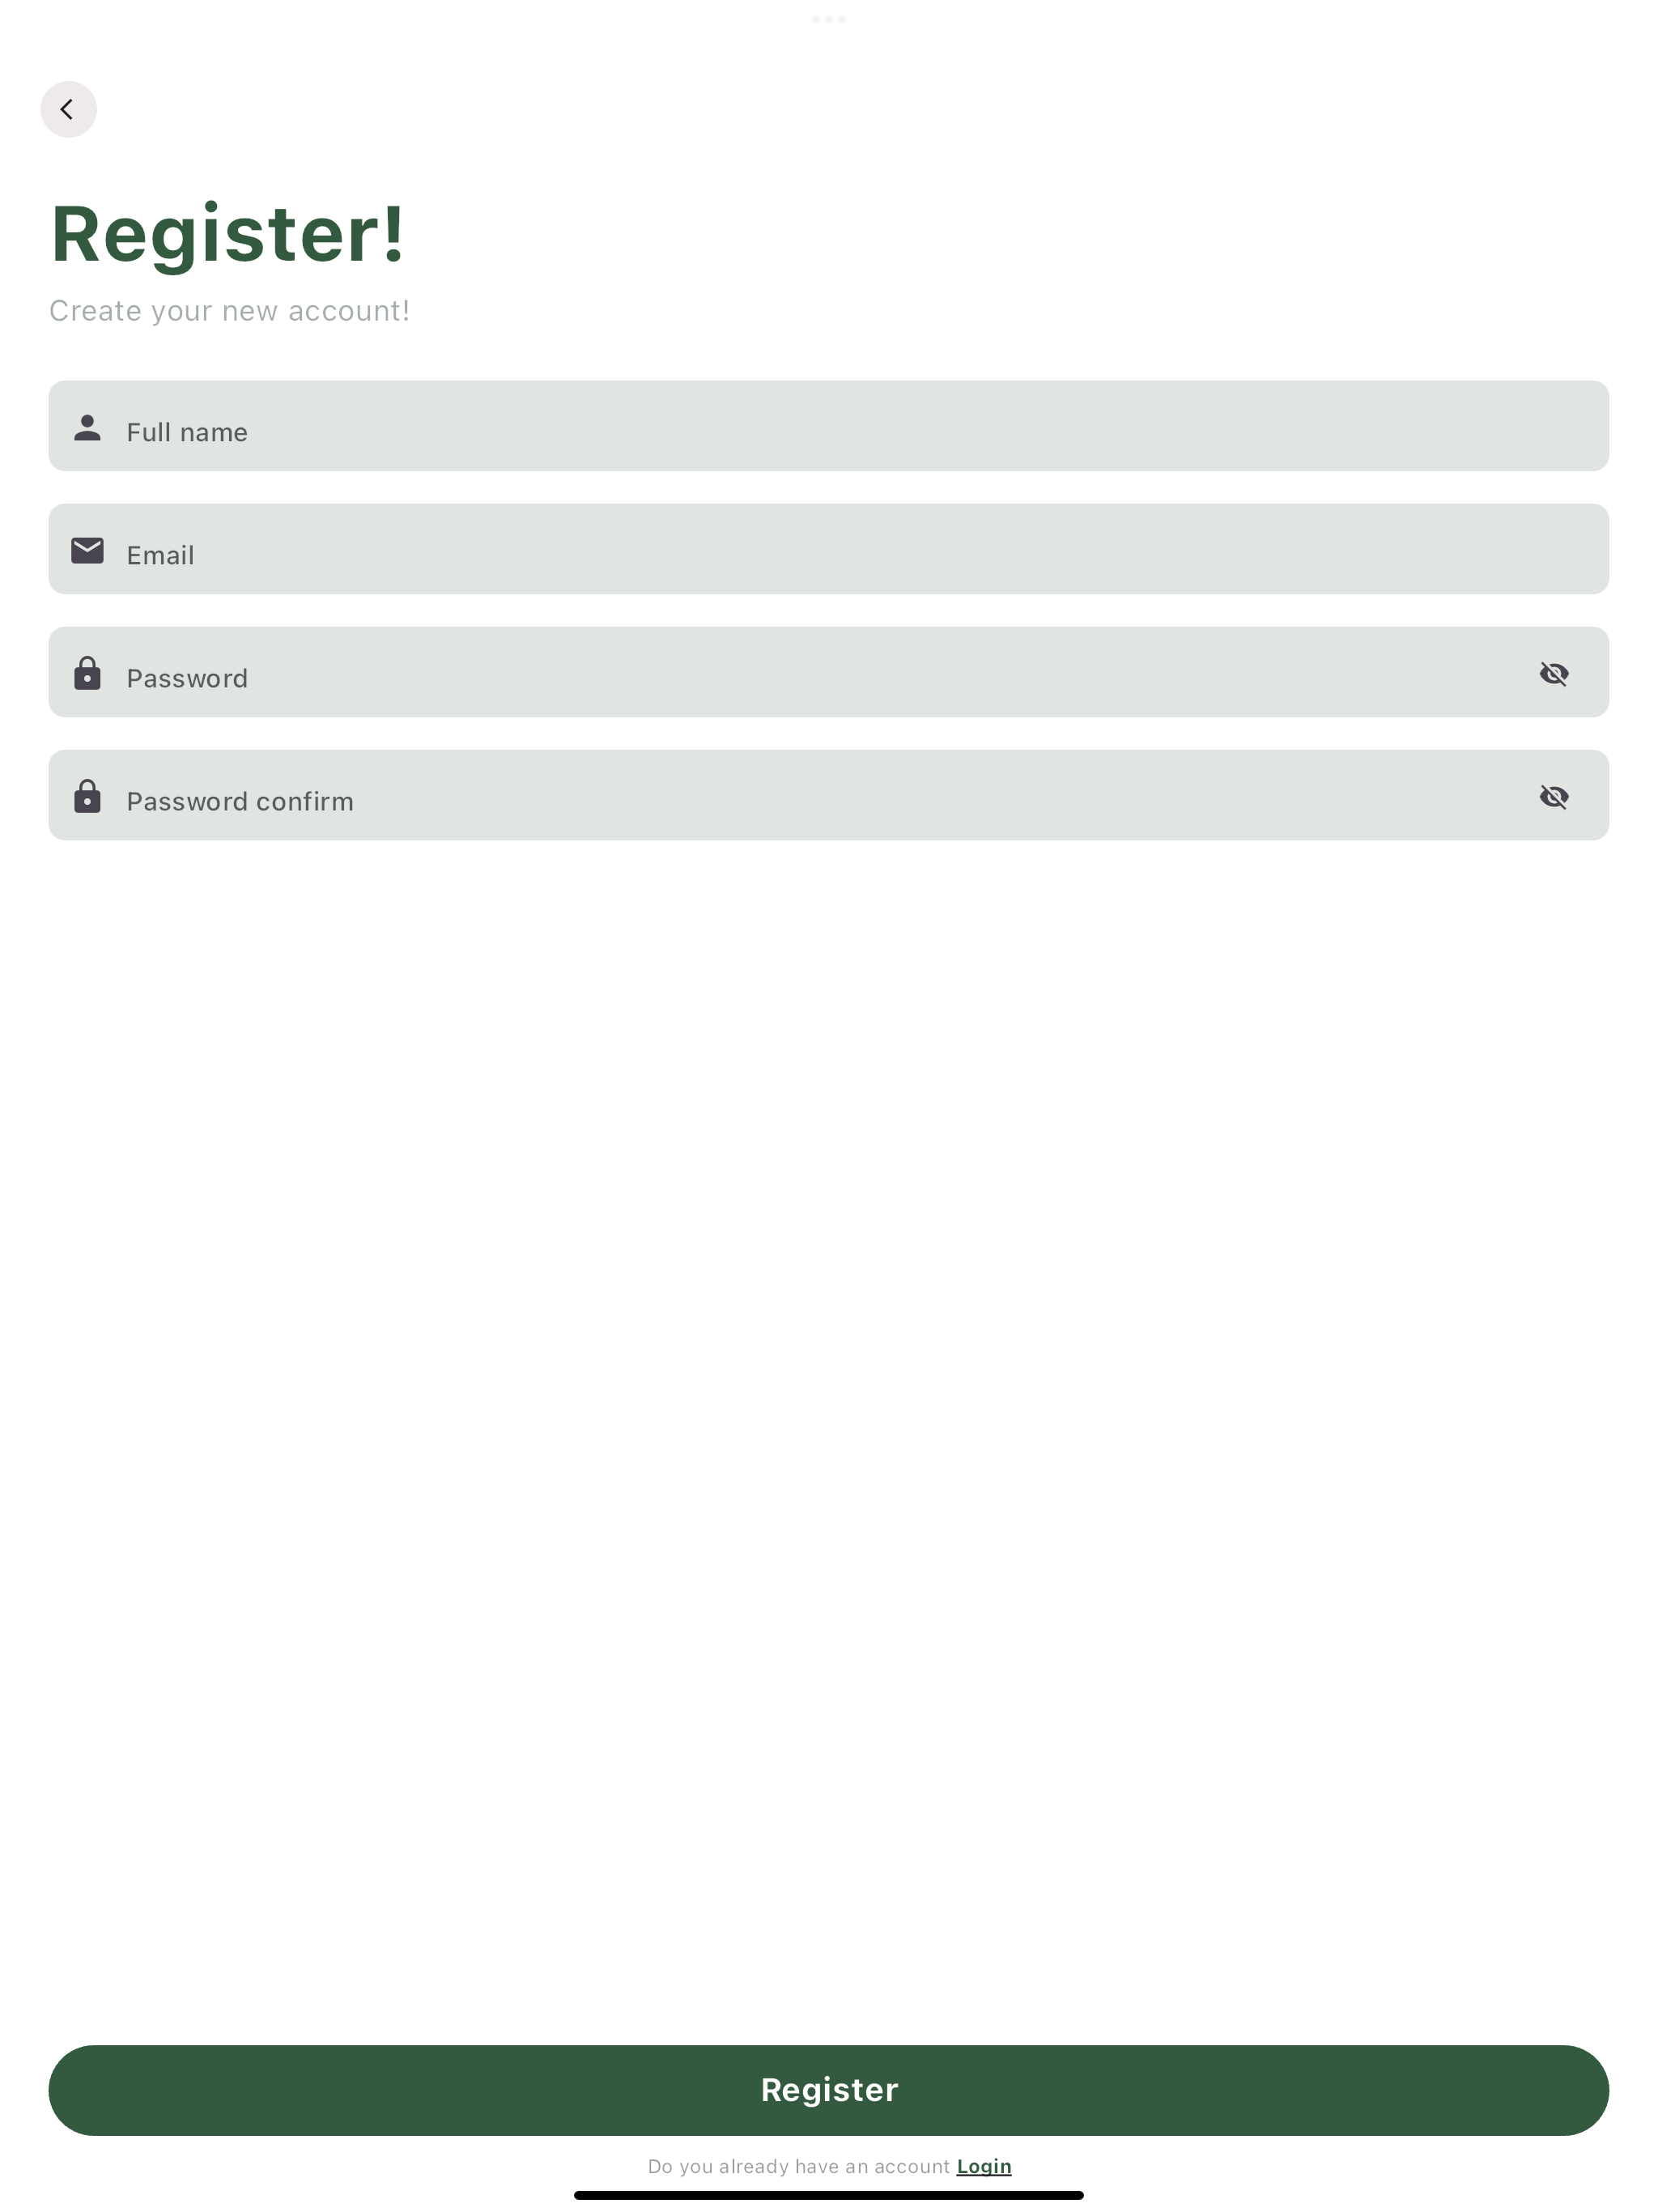 Register!
Create your new account!
Full name
Email
Password
Password confirm
Register
Do you already have an account Login